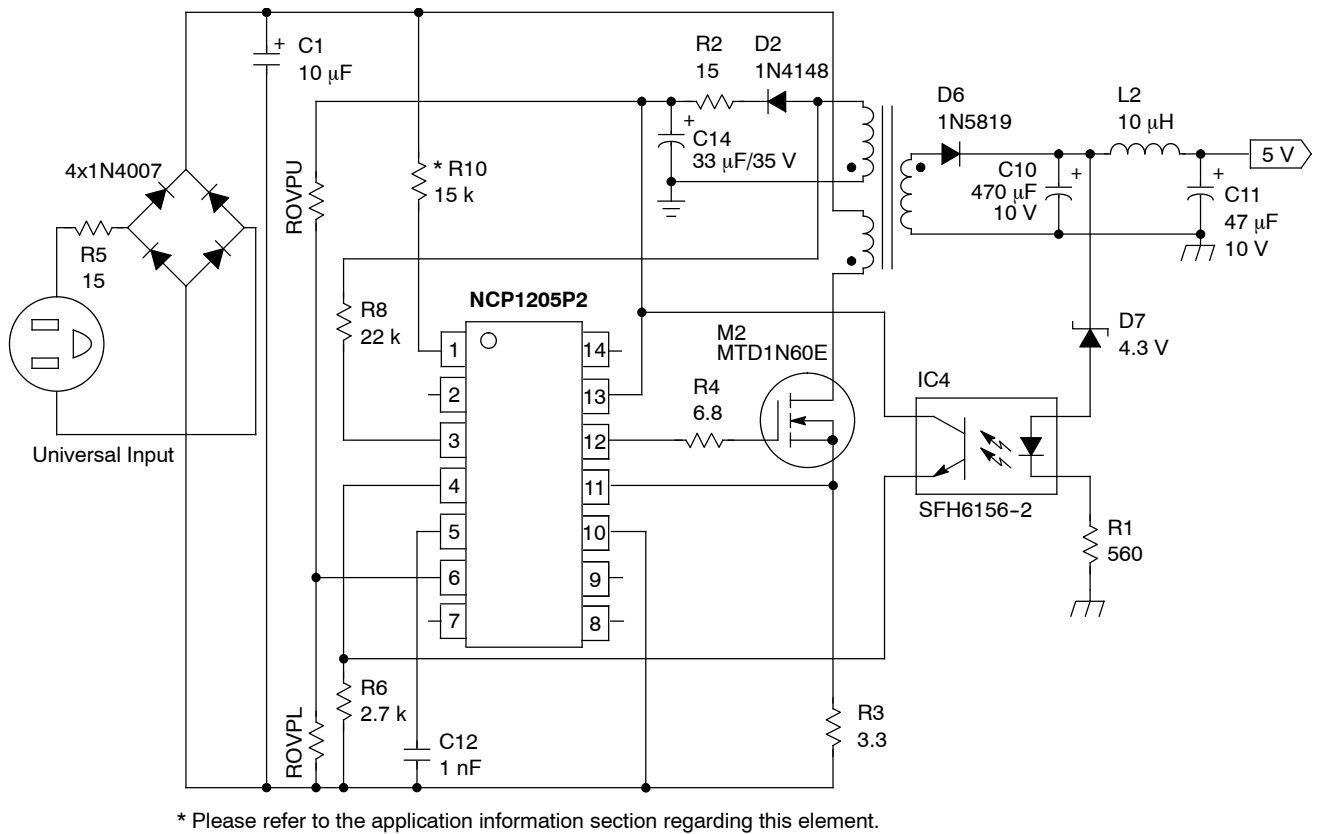 C1
10 μF
R2
15
D2
1N4148
C14
33 μF/35 V
D6
1N5819
L2
10 μH
5 V
C10
470 μF
10 V
C11
47 μF
10 V
4x1N4007
R5
15
ROVPU
* R10
15 k
R8
22 k
NCP1205P2
1
2
3
4
5
6
7
14
13
12
11
10
9
8
M2
MTD1N60E
R4
6.8
D7
4.3 V
IC4
SFH6156-2
R1
560
Universal Input
ROVPL
R6
2.7 k
C12
1 nF
R3
3.3
* Please refer to the application information section regarding this element.